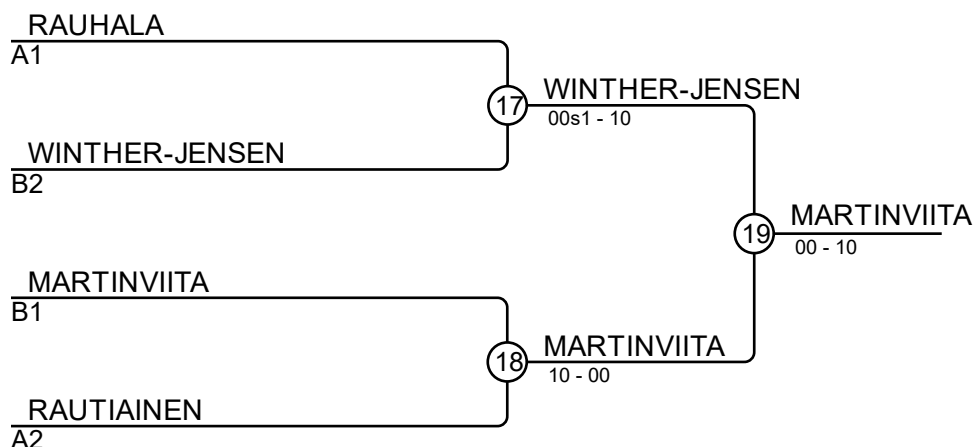 RAUHALA
A1
17
WINTHER-JENSEN
00s1 - 10
WINTHER-JENSEN
B2
19
MARTINVIITA
00 - 10
MARTINVIITA
B1
18
MARTINVIITA
10 - 00
RAUTIAINEN
A2